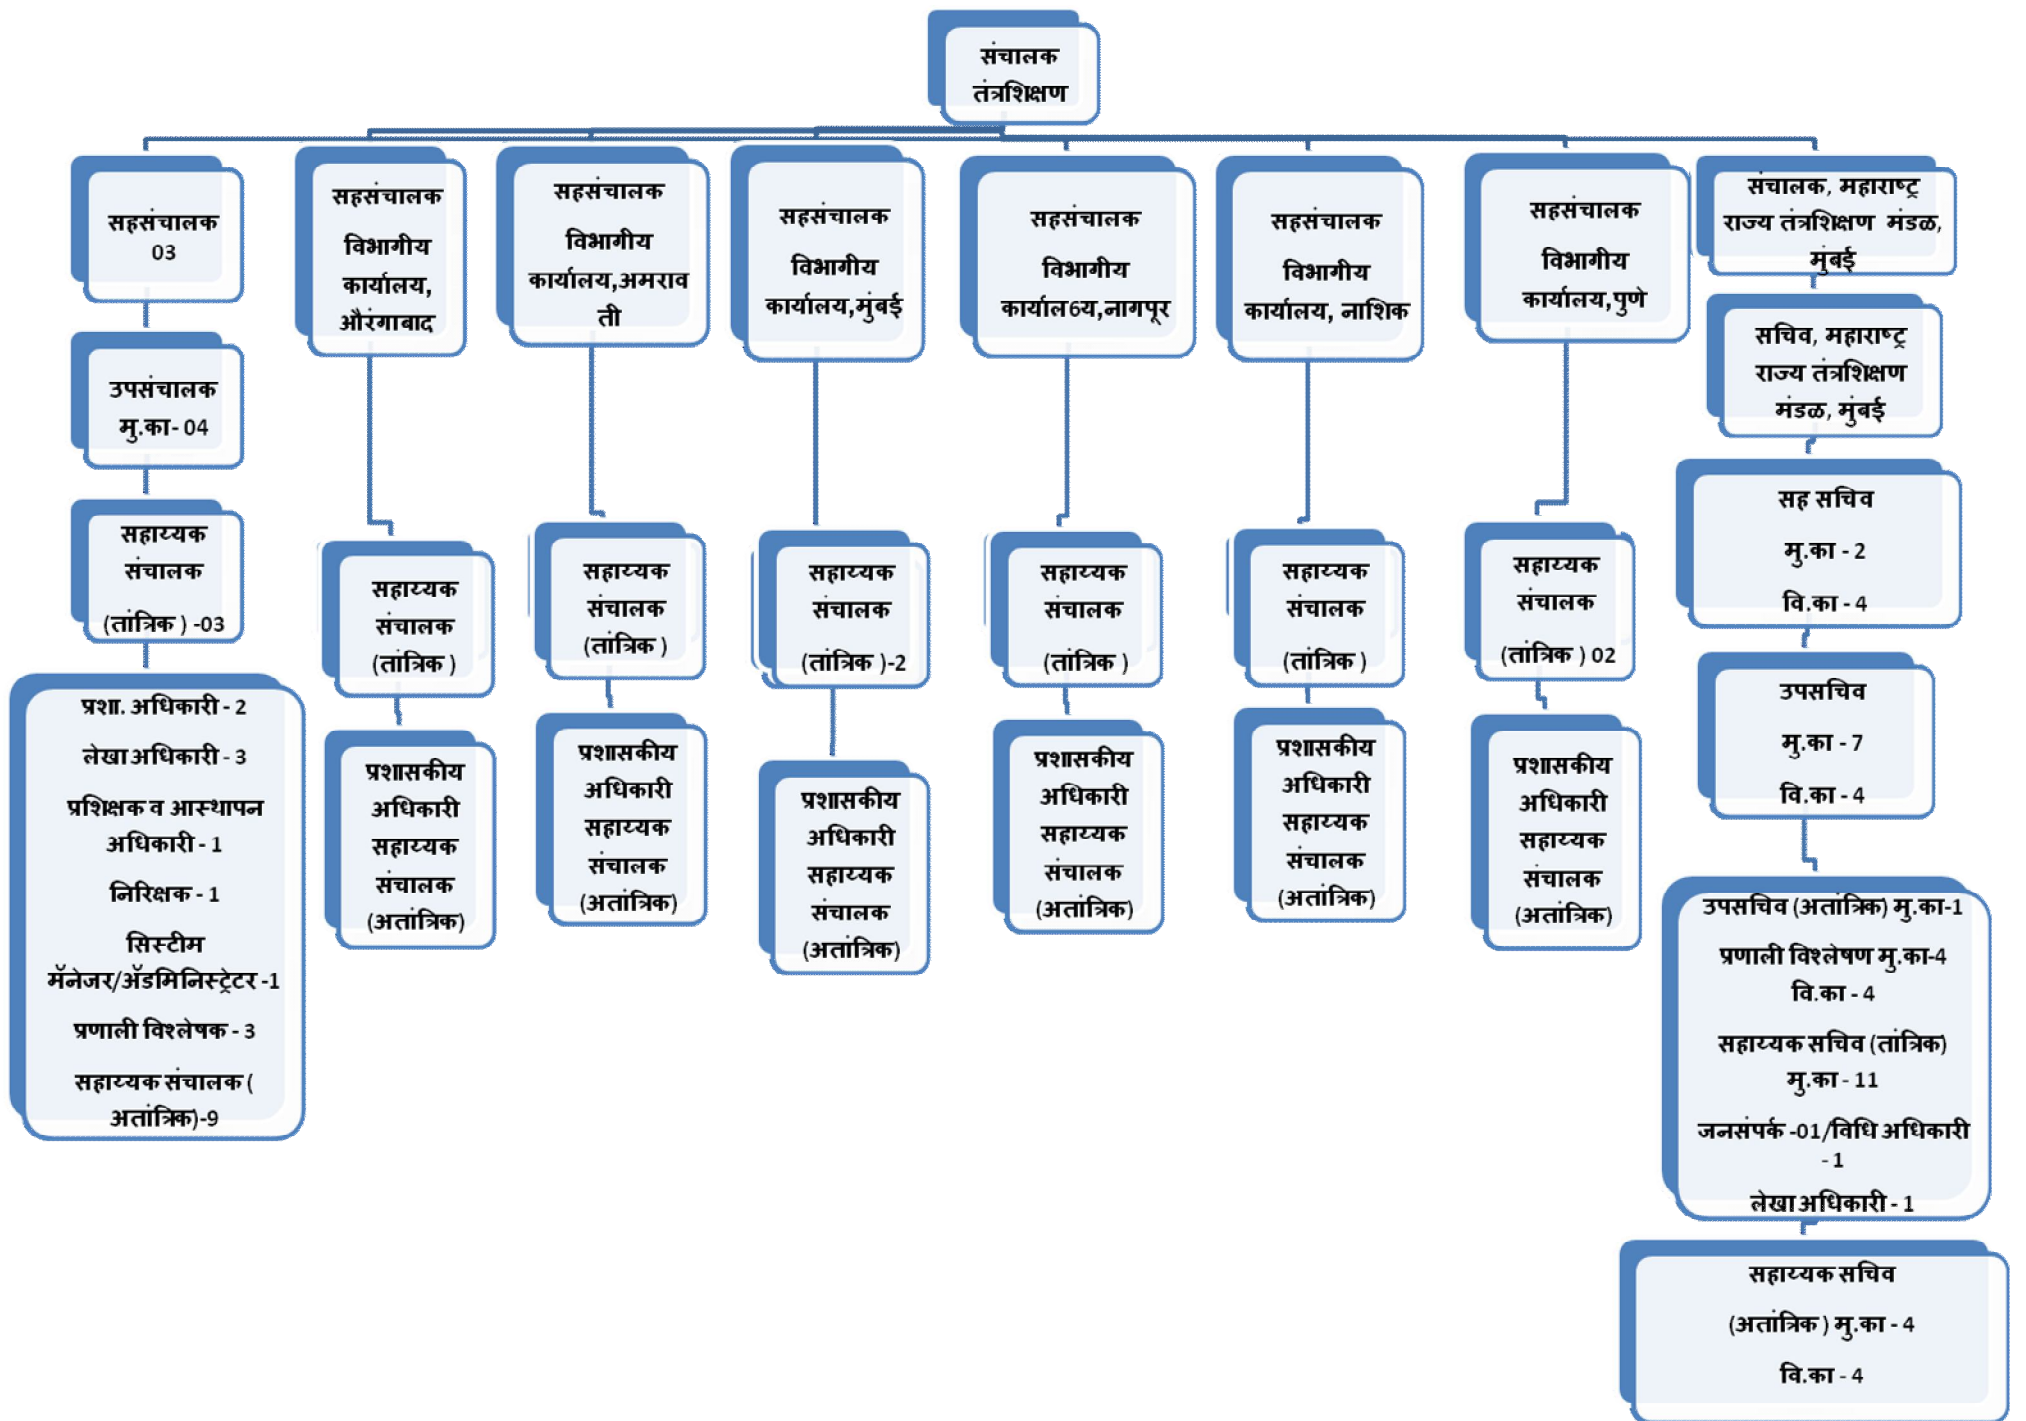 संचालक
तंत्रशिक्षण
सहसंचालक
03
उपसंचालक
मु.का- 04
सहाय्यक
संचालक
(तांत्रिक ) -03
प्रशा. अधिकारी - 2
लेखा अधिकारी - 3
प्रशिक्षक व आस्थापन
अधिकारी - 1
निरिक्षक - 1
सिस्टीम
मॅनेजर/ॲडमिनिस्ट्रेटर -1
प्रणाली विश्लेषक - 3
सहाय्यक संचालक (
अतांत्रिक)-9
सहसंचालक
विभागीय
कार्यालय,
औरंगाबाद
सहाय्यक
संचालक
(तांत्रिक )
प्रशासकीय
अधिकारी
सहाय्यक
संचालक
(अतांत्रिक)
सहसंचालक
विभागीय
कार्यालय,अमराव
ती
सहाय्यक
संचालक
(तांत्रिक )
प्रशासकीय
अधिकारी
सहाय्यक
संचालक
(अतांत्रिक)
सहसंचालक
विभागीय
कार्यालय,मुंबई
सहाय्यक
संचालक
(तांत्रिक )-2
प्रशासकीय
अधिकारी
सहाय्यक
संचालक
(अतांत्रिक)
सहसंचालक
विभागीय
कार्याल6य,नागपूर
सहाय्यक
संचालक
(तांत्रिक )
प्रशासकीय
अधिकारी
सहाय्यक
संचालक
(अतांत्रिक)
सहसंचालक
विभागीय
कार्यालय, नाशिक
सहाय्यक
संचालक
(तांत्रिक )
प्रशासकीय
अधिकारी
सहाय्यक
संचालक
(अतांत्रिक)
सहसंचालक
विभागीय
कार्यालय,पुणे
सहाय्यक
संचालक
(तांत्रिक ) 02
प्रशासकीय
अधिकारी
सहाय्यक
संचालक
(अतांत्रिक)
संचालक, महाराष्ट्र
राज्य तंत्रशिक्षण मंडळ,
मुंबई
सचिव, महाराष्ट्र
राज्य तंत्रशिक्षण
मंडळ, मुंबई
सह सचिव
मु.का - 2
वि.का - 4
उपसचिव
मु.का - 7
वि.का - 4
उपसचिव (अतांत्रिक) मु.का-1
प्रणाली विश्लेषण मु.का-4
वि.का - 4
सहाय्यक सचिव (तांत्रिक)
मु.का - 11
जनसंपर्क -01/विधि अधिकारी
- 1
लेखा अधिकारी - 1
सहाय्यक सचिव
(अतांत्रिक ) मु.का - 4
वि.का - 4